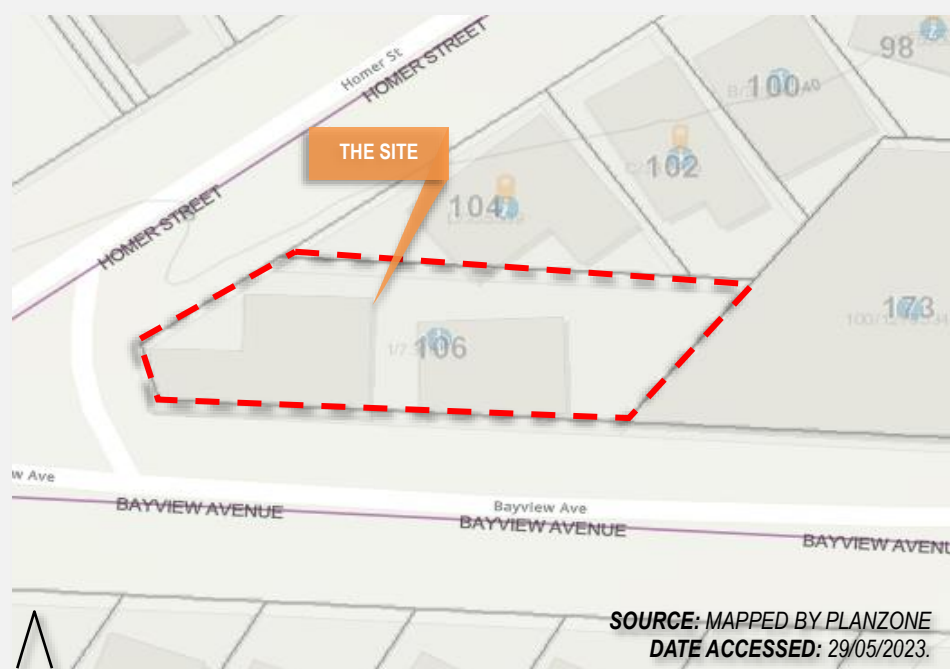 Homer St
HOMER STREET
98
100
THE SITE
102
104
HOMER STREET
173
106
w Ave
BAYVIEW AVENUE
Bayview Ave
BAYVIEW AVENUE
BAYVIEW AVENU
SOURCE: MAPPED BY PLANZONE
DATE ACCESSED: 29/05/2023.